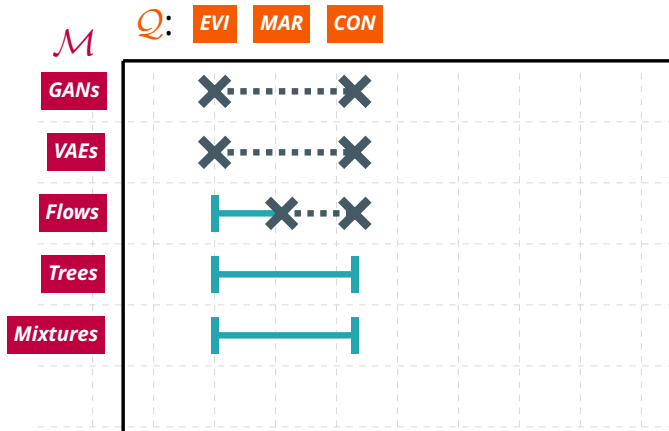 Q: EVI MAR CON
M
GANs
VAEs
Flows
Trees
Mixtures